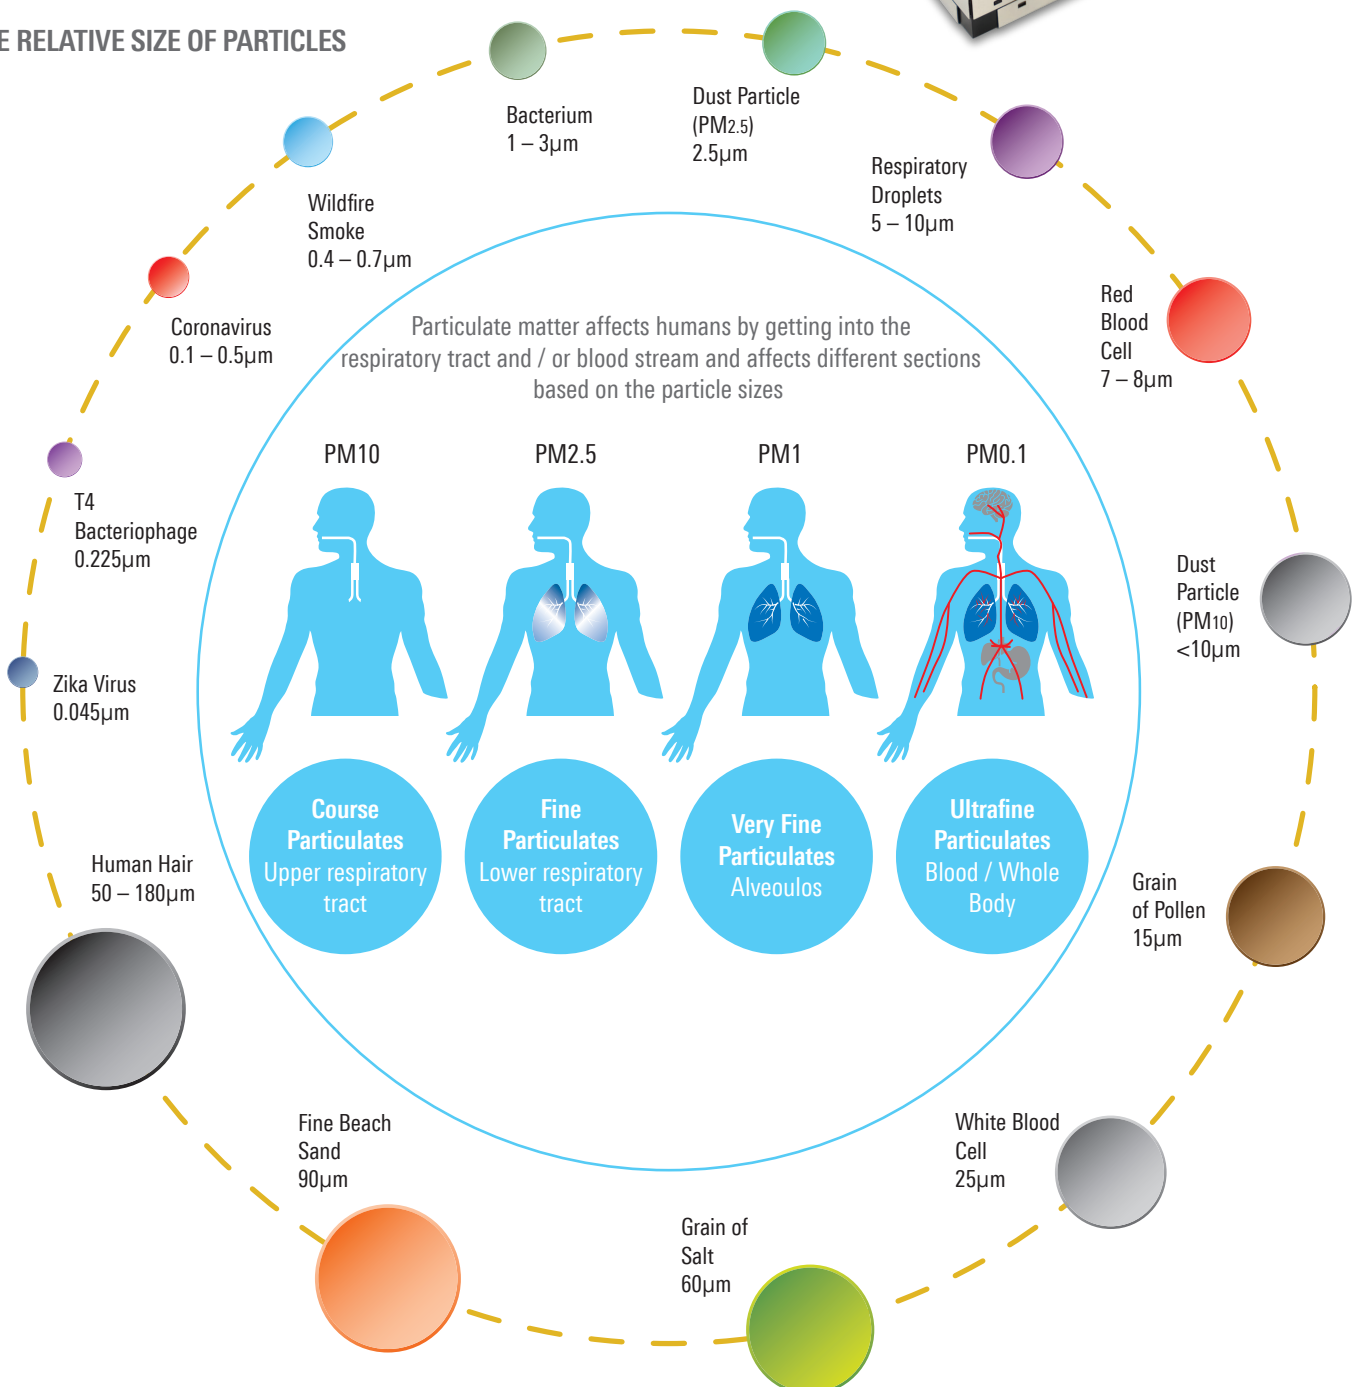 E RELATIVE SIZE OF PARTICLES
Bacterium
1 – 3µm
Dust Particle
(PM2.5)
2.5µm
Respiratory
Droplets
5 – 10µm
Red
Blood
Cell
7 – 8µm
Dust
Particle
(PM10)
<10µm
Grain
of Pollen
15µm
White Blood
Cell
25µm
Grain of
Salt
60µm
Fine Beach
Sand
90µm
Human Hair
50 – 180µm
Zika Virus
0.045µm
T4
Bacteriophage
0.225µm
Coronavirus
0.1 – 0.5µm
Wildfire
Smoke
0.4 – 0.7µm
Particulate matter affects humans by getting into the
respiratory tract and / or blood stream and affects different sections
based on the particle sizes
PM10
PM2.5
PM1
PM0.1
Course
Particulates
Upper respiratory
tract
Fine
Particulates
Lower respiratory
tract
Very Fine
Particulates
Alveoulos
Ultrafine
Particulates
Blood / Whole
Body